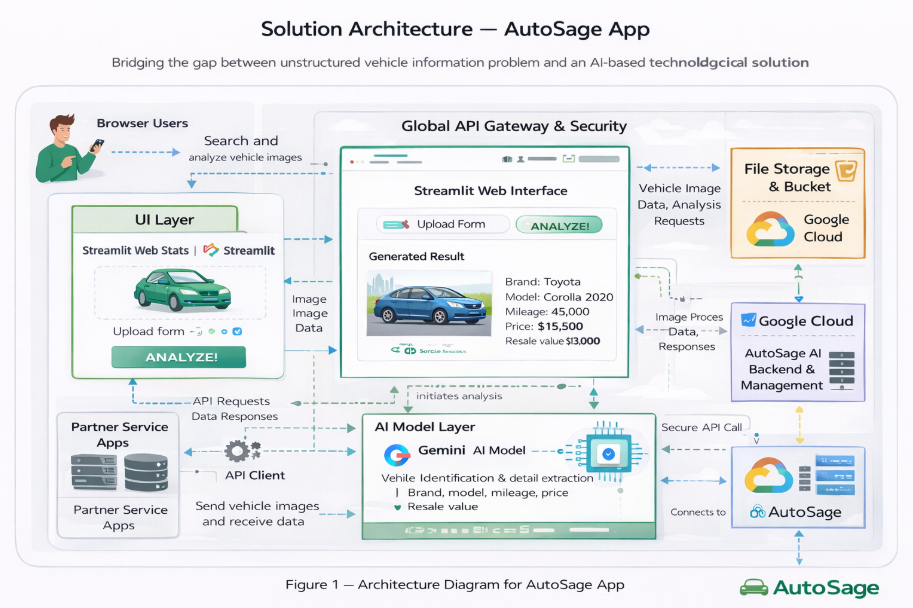 Solution Architecture — AutoSage App
Bridging the gap between unstructured vehicle information problem and an AI-based technoldgcical solution
Browser Users
Search and
analyze vehicle images
Global API Gateway & Security
UI Layer
Streamlit Web Stats | Streamlit
Upload form
ANALYZE!
Streamlit Web Interface
Upload Form
ANALYZE!
Generated Result
Brand: Toyota
Model: Corolla 2020
Mileage: 45,000
Price: $15,500
Resale value $13,000
Vehicle Image
Data, Analysis
Requests
File Storage
& Bucket
Google
Cloud
Image
Image
Data
Image Proces
Data,
Responses
Google Cloud
AutoSage AI
Backend &
Management
API Requests
Data Responses
initiates analysis
Partner Service
Apps
Partner Service
Apps
API Client
Send vehicle images
and receive data
AI Model Layer
Gemini AI Model
Vehile Identification & detail extraction
Brand, model, mileage, price
Resale value
Secure API Call
Connects to
AutoSage
Figure 1 — Architecture Diagram for AutoSage App
AutoSage